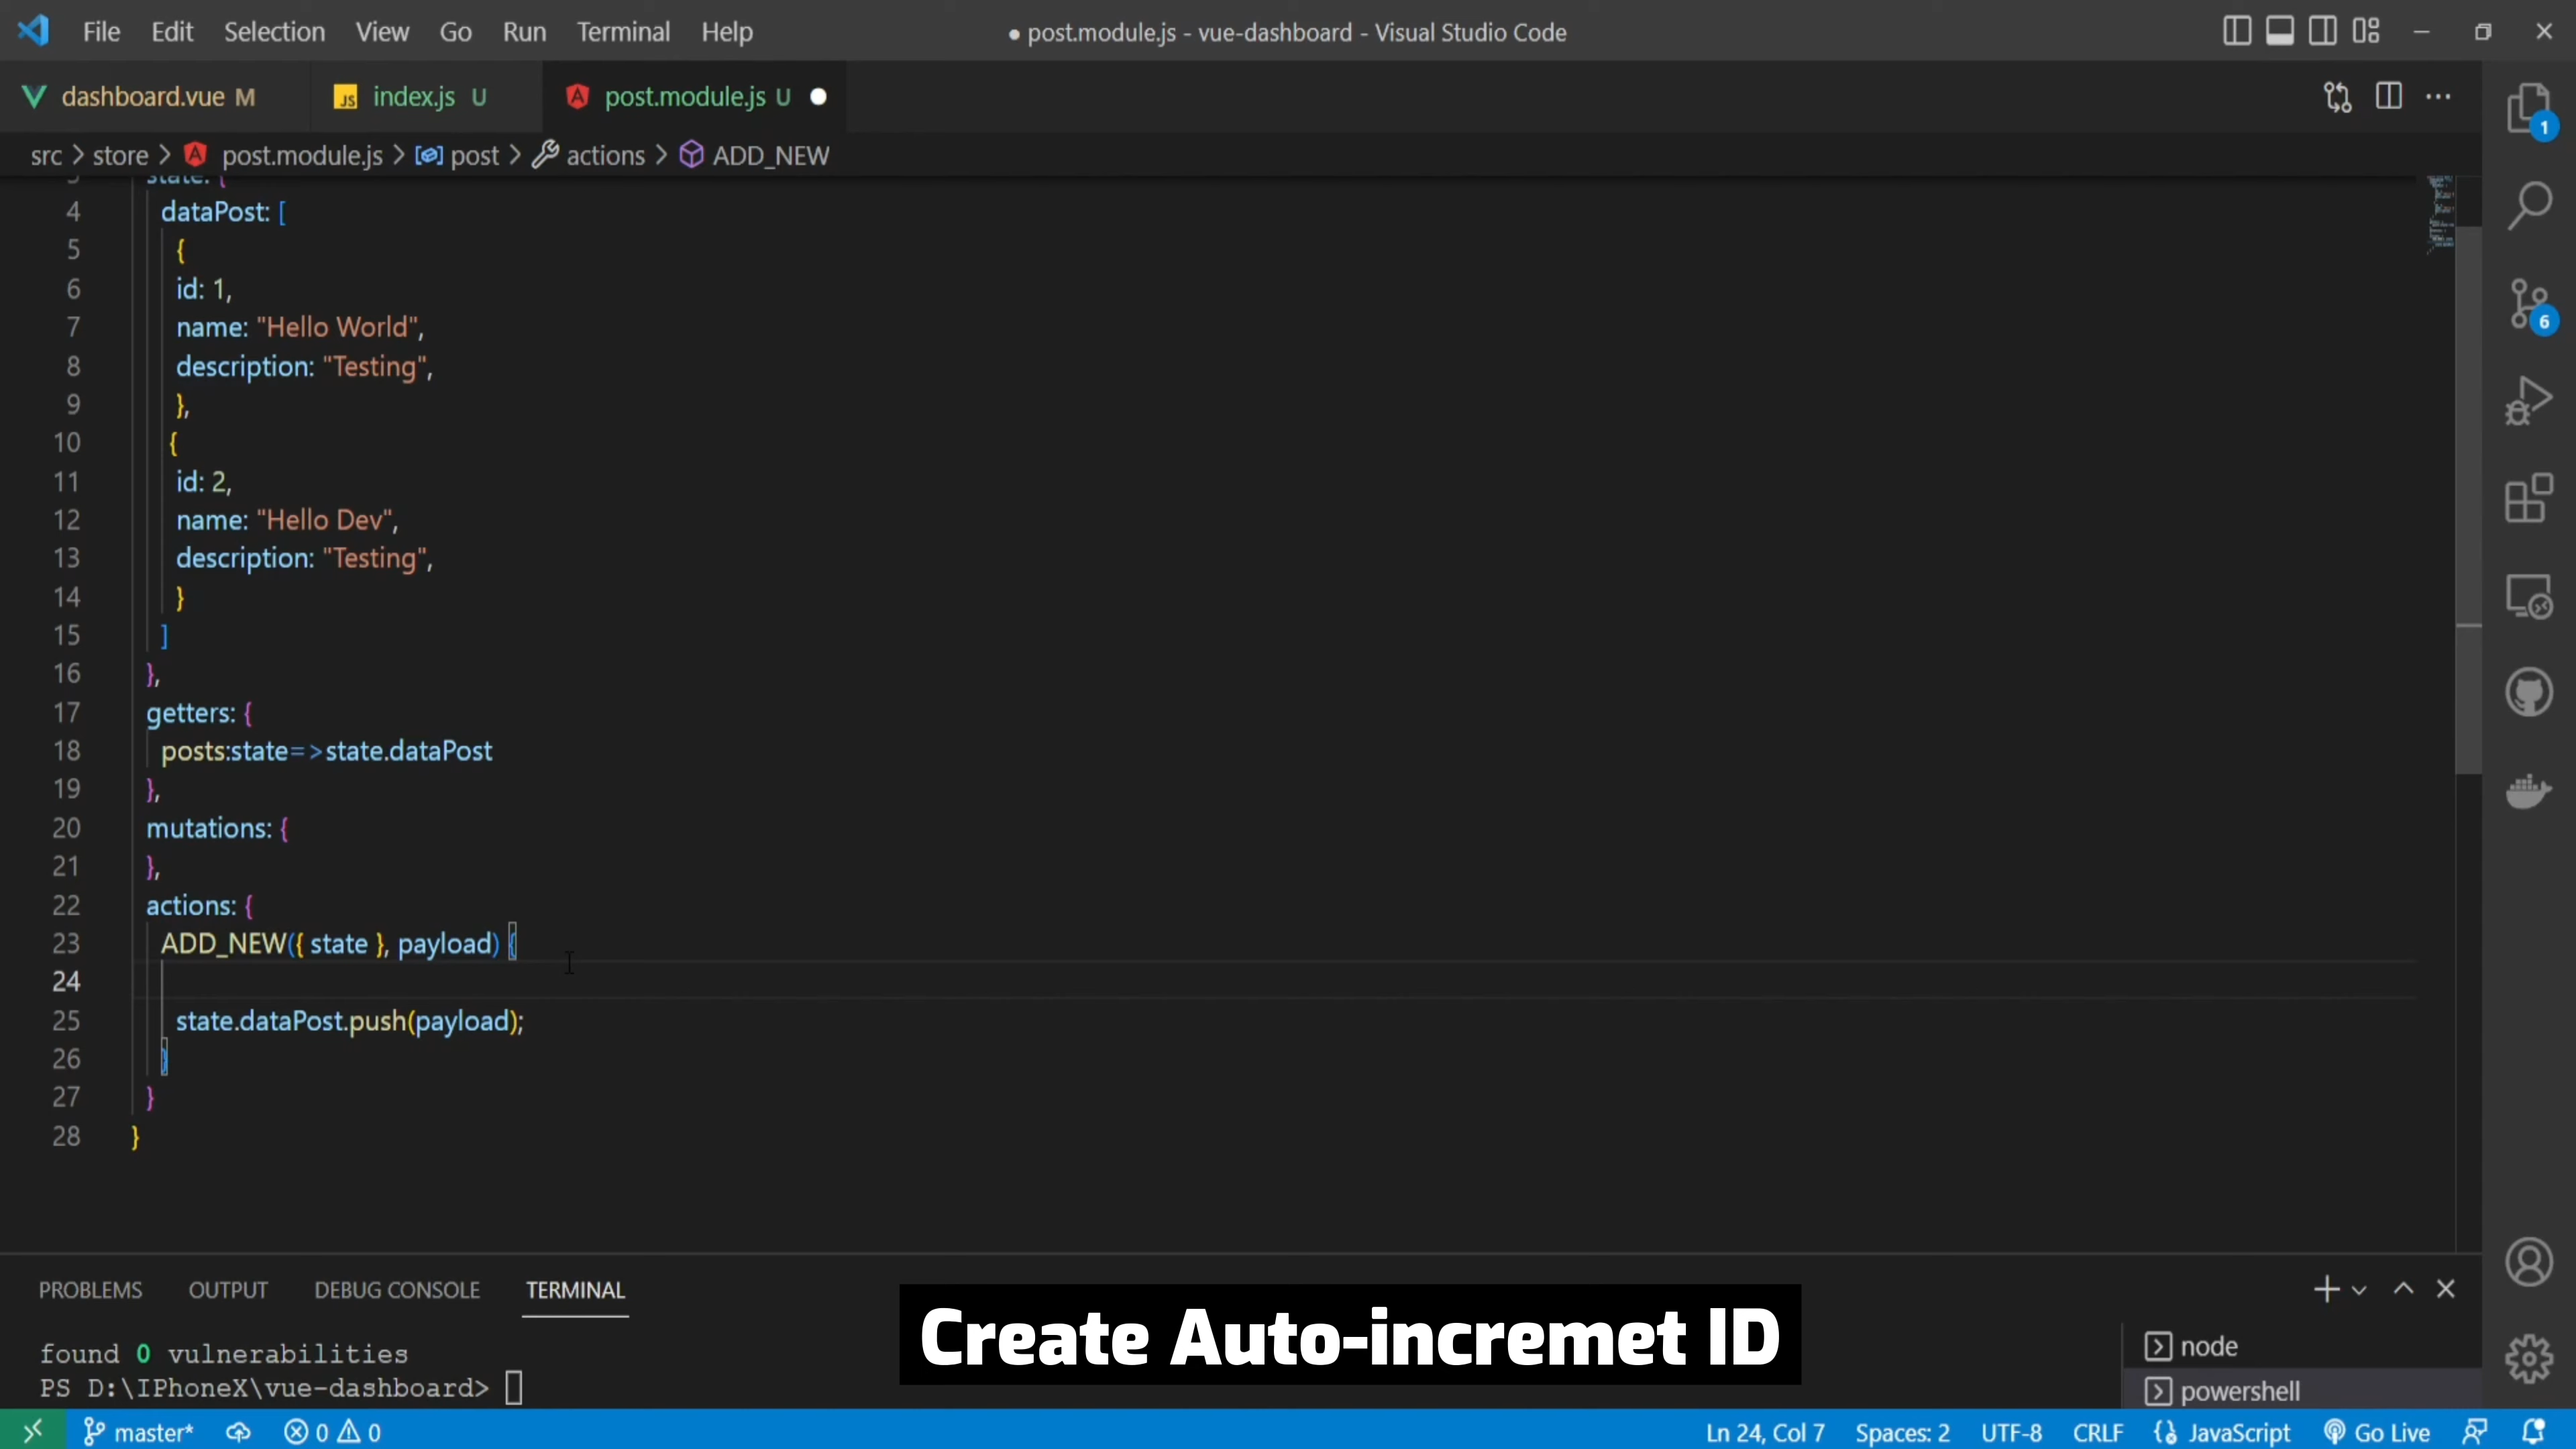 File Edit Selection View Go Run Terminal Help
● post.module.js - vue-dashboard - Visual Studio Code
dashboard.vue M
JS index.js U
post.module.js U
src > store > post.module.js > post > actions > ADD_NEW
3 state: {
4 dataPost: [
5 {
6 id: 1,
7 name: "Hello World",
8 description: "Testing",
9 },
10 {
11 id: 2,
12 name: "Hello Dev",
13 description: "Testing",
14 }
15 ]
16 },
17 getters: {
18 posts:state=>state.dataPost
19 },
20 mutations: {
21 },
22 actions: {
23 ADD_NEW({ state }, payload) {
24
25 state.dataPost.push(payload);
26 }
27 }
28 }
1
6
PROBLEMS OUTPUT DEBUG CONSOLE TERMINAL
found 0 vulnerabilities
PS D:\IPhoneX\vue-dashboard>
Create Auto-incremet ID
node
powershell
master* 0 0 Ln 24, Col 7 Spaces: 2 UTF-8 CRLF JavaScript Go Live